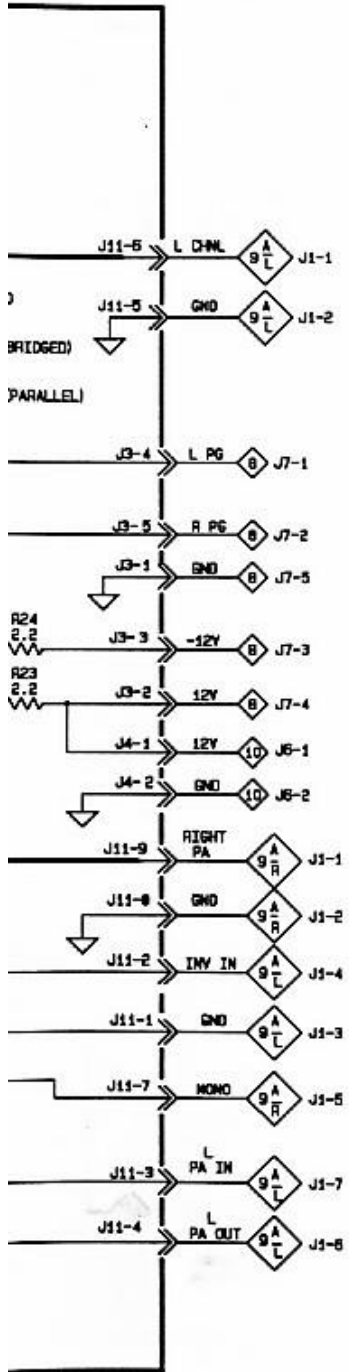 J11-6 L CHNL 9 A/L J1-1
J11-5 GND 9 A/L J1-2
BRIDGED)
PARALLEL)
J3-4 L PG 8 J7-1
J3-5 R PG 8 J7-2
J3-1 GND 8 J7-5
R24
2.2
J3-3 -12V 8 J7-3
R23
2.2
J3-2 12V 8 J7-4
J4-1 12V 10 J6-1
J4-2 GND 10 J6-2
RIGHT
J11-9 PA 9 A/R J1-1
J11-8 GND 9 A/R J1-2
J11-2 INV IN 9 A/L J1-4
J11-1 GND 9 A/L J1-3
J11-7 MONO 9 A/R J1-5
L
J11-3 PA IN 9 A/L J1-7
L
J11-4 PA OUT 9 A/L J1-6